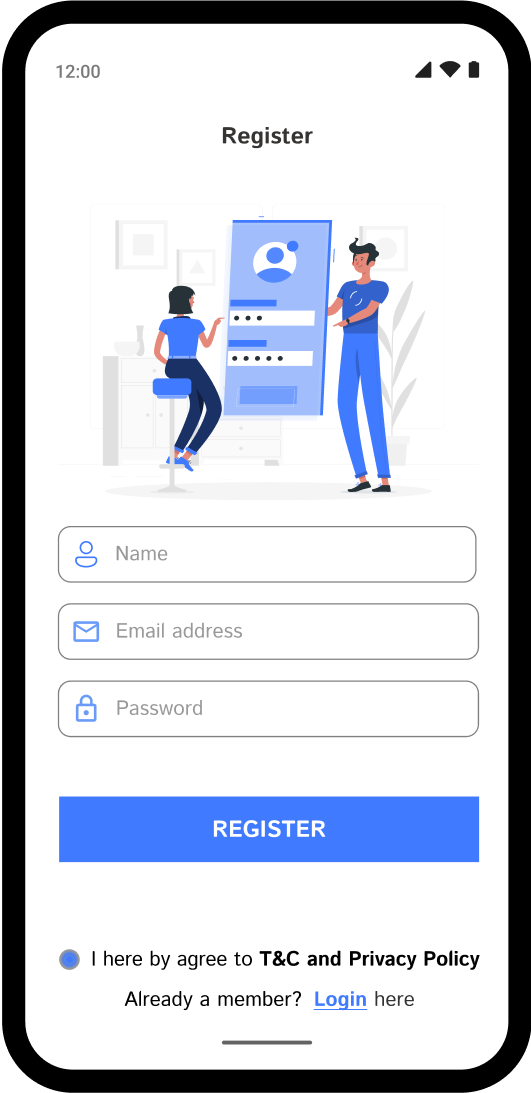 12:00
Register
Name
Email address
Password
REGISTER
I here by agree to T&C and Privacy Policy
Already a member? Login here